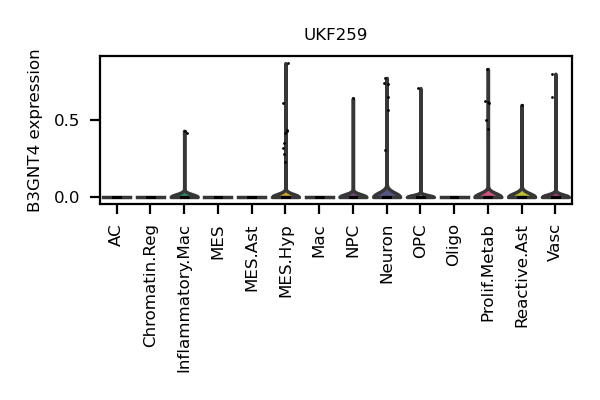 UKF259
B3GNT4 expression
0.5
0.0
AC
Chromatin.Reg
Inflammatory.Mac
MES
MES.Ast
MES.Hyp
Mac
NPC
Neuron
OPC
Oligo
Prolif.Metab
Reactive.Ast
Vasc